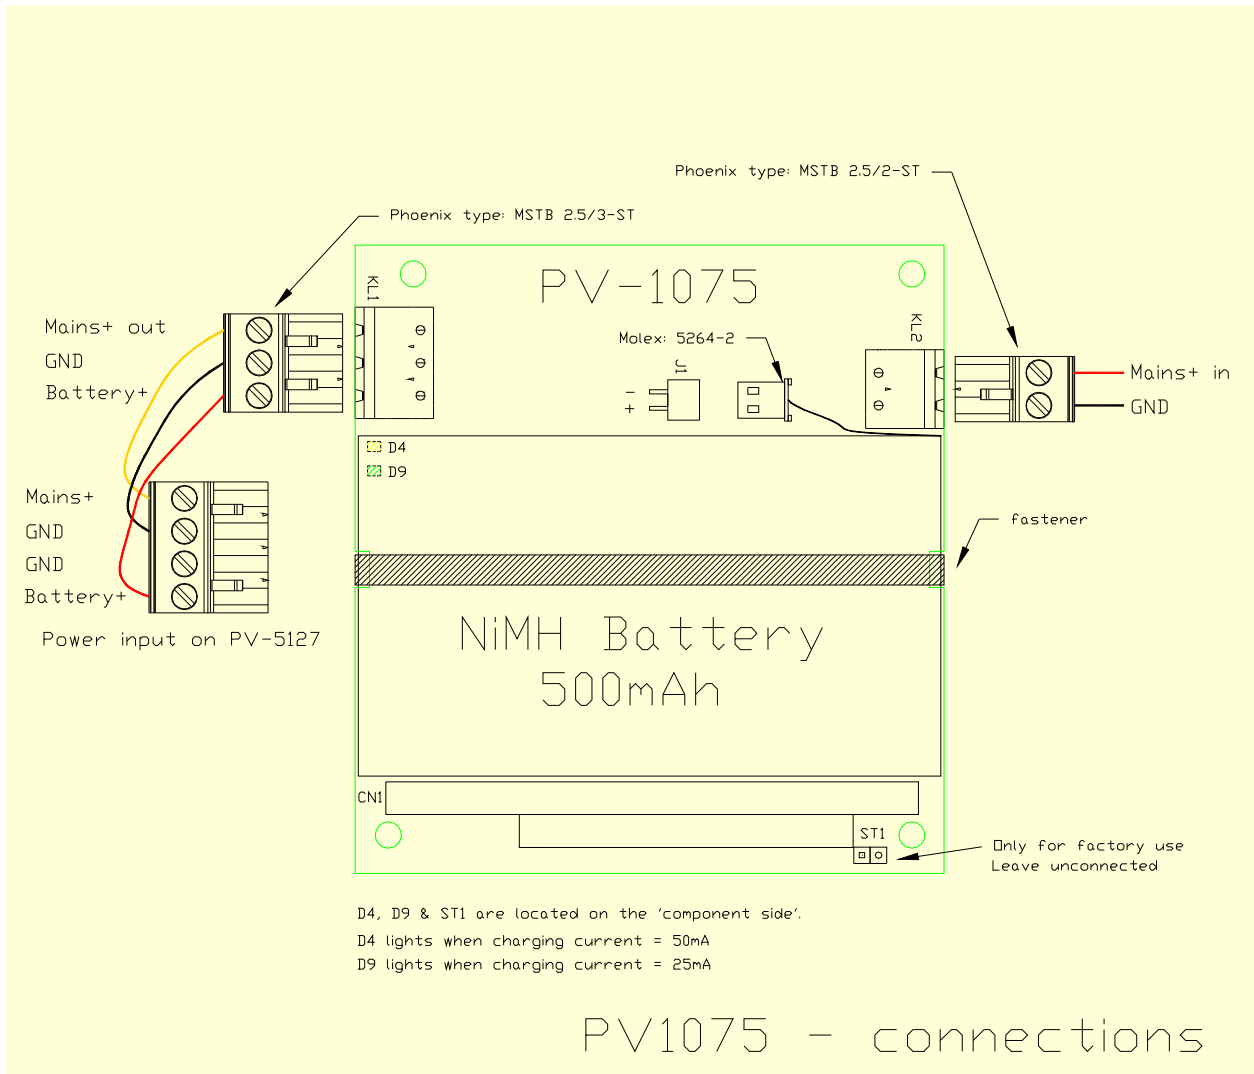 Phoenix type: MSTB 2.5/2-ST
Phoenix type: MSTB 2.5/3-ST
KL1
PV-1075
KL2
Mains+ out
GND
Battery+
Molex: 5264-2
J1
- +
Mains+ in
GND
D4
D9
Mains+
GND
GND
Battery+
Power input on PV-5127
fastener
NiMH Battery
500mAh
CN1
ST1
Only for factory use
Leave unconnected
D4, D9 & ST1 are located on the 'component side'.
D4 lights when charging current = 50mA
D9 lights when charging current = 25mA
PV1075 - connections